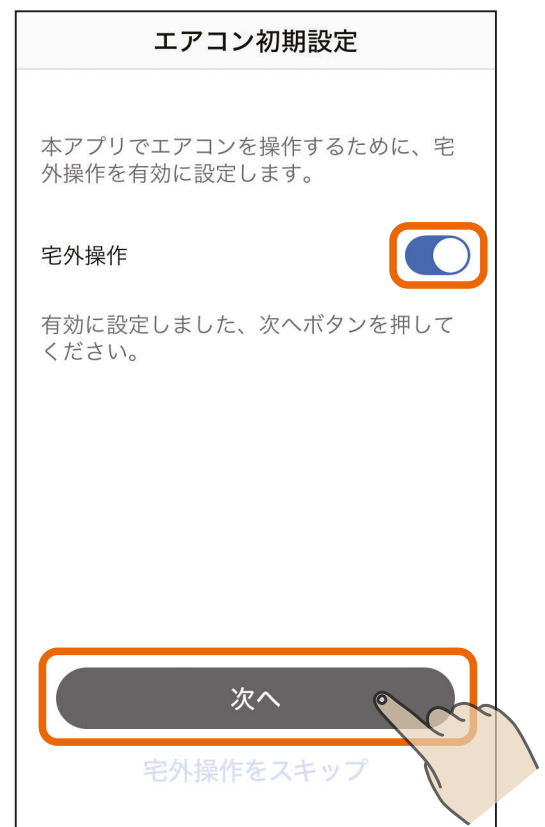 エアコン初期設定
本アプリでエアコンを操作するために、宅
外操作を有効に設定します。
宅外操作
有効に設定しました、次へボタンを押して
ください。
次へ
宅外操作をスキップ